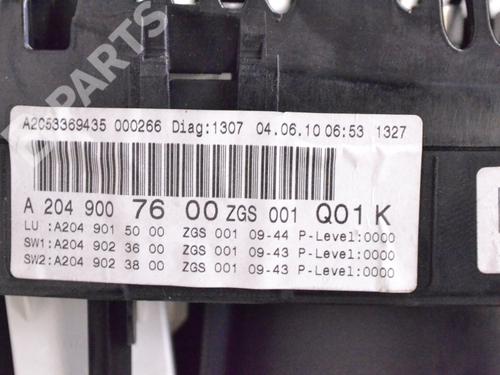 B PARTS
A2C53369435 000266 Diag:1307 04.06.10 06:53 1327
A 204 900 76 00 ZGS 001 Q01 K
LU :A204 901 50 00 ZGS 001 09-44 P-Level:0000
SW1:A204 902 36 00 ZGS 001 09-43 P-Level:0000
SW2:A204 902 38 00 ZGS 001 09-43 P-Level:0000